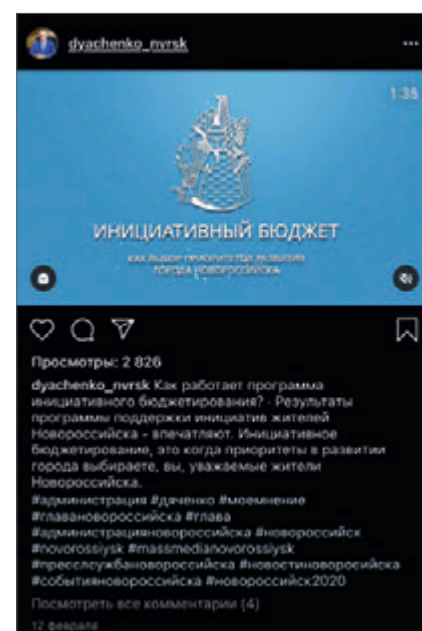 dyachenko_nvrsk
1:35
ИНИЦИАТИВНЫЙ БЮДЖЕТ
КАК ВЫБОР ПРИОРИТЕТОВ РАЗВИТИЯ
ГОРОДА НОВОРОССИЙСКА
Просмотры: 2 826
dyachenko_nvrsk Как работает программа
инициативного бюджетирования? - Результаты
программы поддержки инициатив жителей
Новороссийска – впечатляют. Инициативное
бюджетирование, это когда приоритеты в развитии
города выбираете, вы, уважаемые жители
Новороссийска.
#администрация #дяченко #моемнение
#главановороссийска #глава
#администрацияновороссийска #новороссийск
#novorossiysk #massmedianovorossiysk
#пресслсужбановороссийска #новостиновороссийска
#событияновороссийска #новороссийск2020
Посмотреть все комментарии (4)
12 февраля